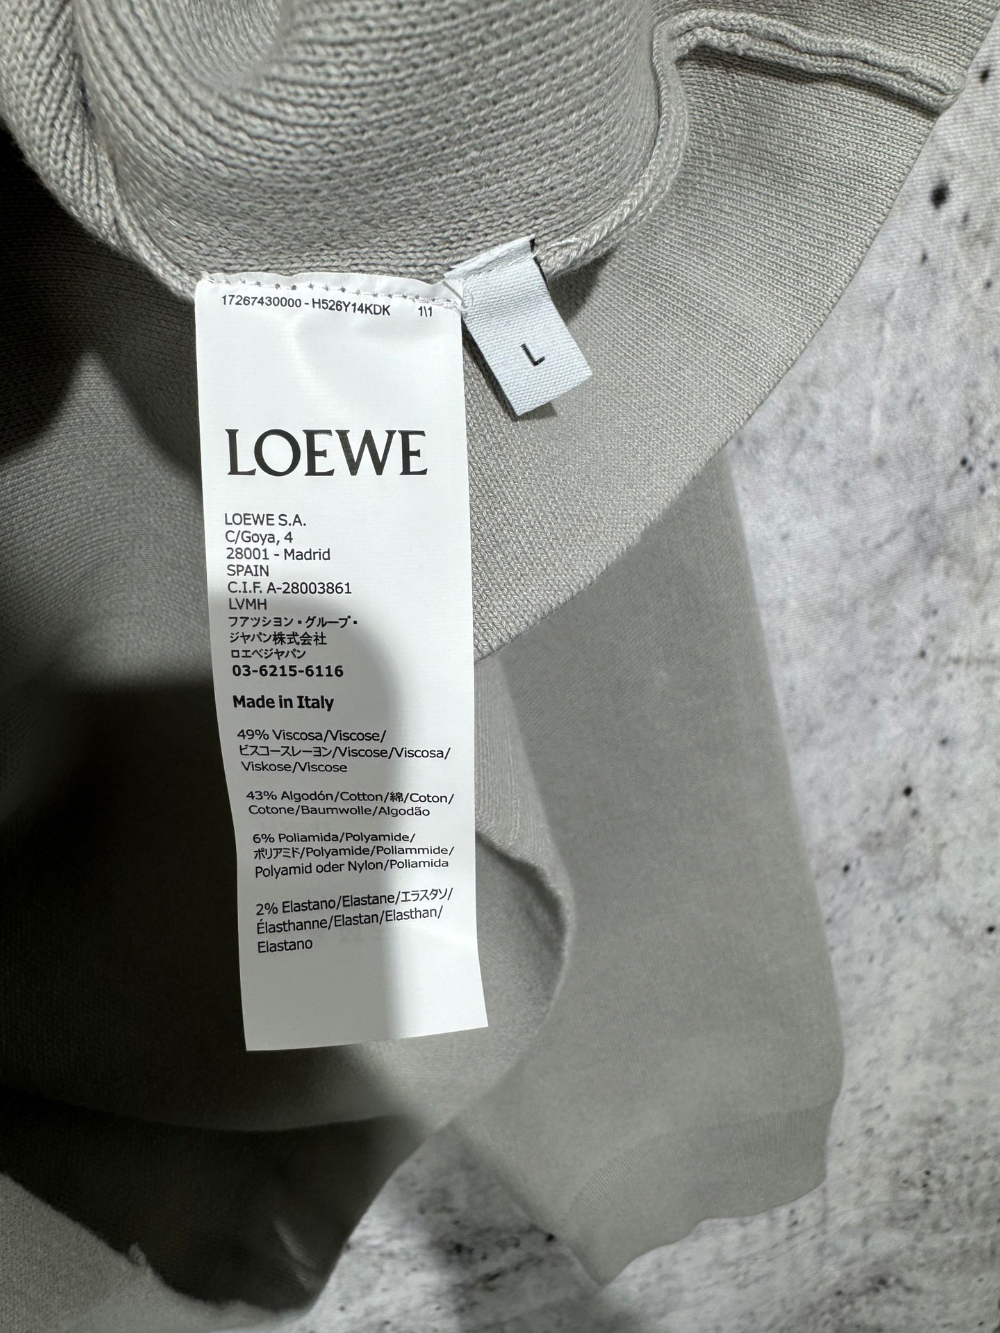 17267430000 - H526Y14KDK 1\1
L
LOEWE
LOEWE S.A.
C/Goya, 4
28001 - Madrid
SPAIN
C.I.F. A-28003861
LVMH
ファッション・グループ・
ジャパン株式会社
ロエベジャパン
03-6215-6116
Made in Italy
49% Viscosa/Viscose/
ビスコースレーヨン/Viscose/Viscosa/
Viskose/Viscose
43% Algodón/Cotton/綿/Coton/
Cotone/Baumwolle/Algodão
6% Poliamida/Polyamide/
ポリアミド/Polyamide/Poliammide/
Polyamid oder Nylon/Poliamida
2% Elastano/Elastane/エラスタン/
Élasthanne/Elastan/Elasthan/
Elastano